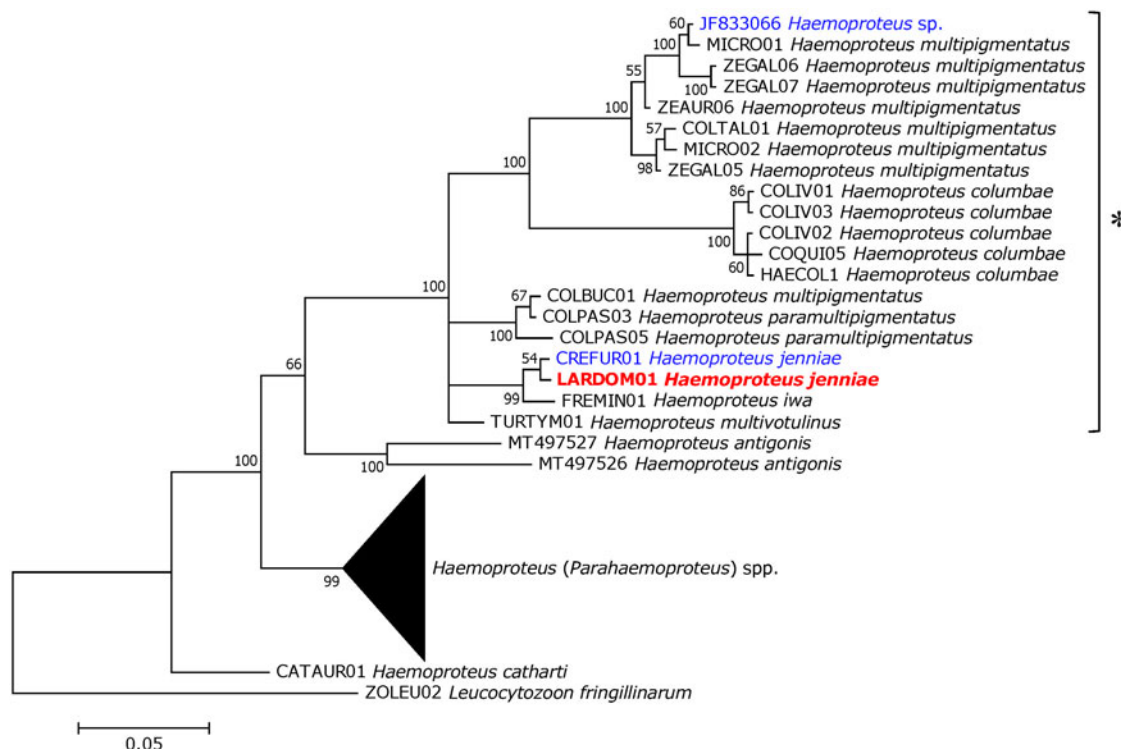 60 JF833066 Haemoproteus sp.
100 MICRO01 Haemoproteus multipigmentatus
ZEGAL06 Haemoproteus multipigmentatus
55 100 ZEGAL07 Haemoproteus multipigmentatus
100 ZEAUR06 Haemoproteus multipigmentatus
57 COLTAL01 Haemoproteus multipigmentatus
MICRO02 Haemoproteus multipigmentatus
100 98 ZEGAL05 Haemoproteus multipigmentatus
86 COLIV01 Haemoproteus columbae
COLIV03 Haemoproteus columbae
*
100 COLIV02 Haemoproteus columbae
COQUI05 Haemoproteus columbae
60 HAECOL1 Haemoproteus columbae
100 67 COLBUC01 Haemoproteus multipigmentatus
COLPAS03 Haemoproteus paramultipigmentatus
100 COLPAS05 Haemoproteus paramultipigmentatus
54 CREFUR01 Haemoproteus jenniae
66 LARDOM01 Haemoproteus jenniae
99 FREMIN01 Haemoproteus iwa
TURTYM01 Haemoproteus multivotulinus
MT497527 Haemoproteus antigonis
100 100 MT497526 Haemoproteus antigonis
99 Haemoproteus (Parahaemoproteus) spp.
CATAUR01 Haemoproteus catharti
ZOLEU02 Leucocytozoon fringillinarum
0.05